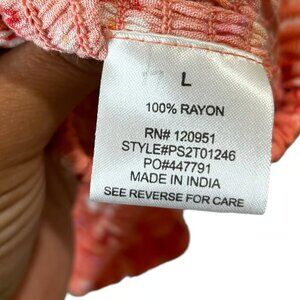 L
100% RAYON
RN# 120951
STYLE#PS2T01246
PO#447791
MADE IN INDIA
SEE REVERSE FOR CARE